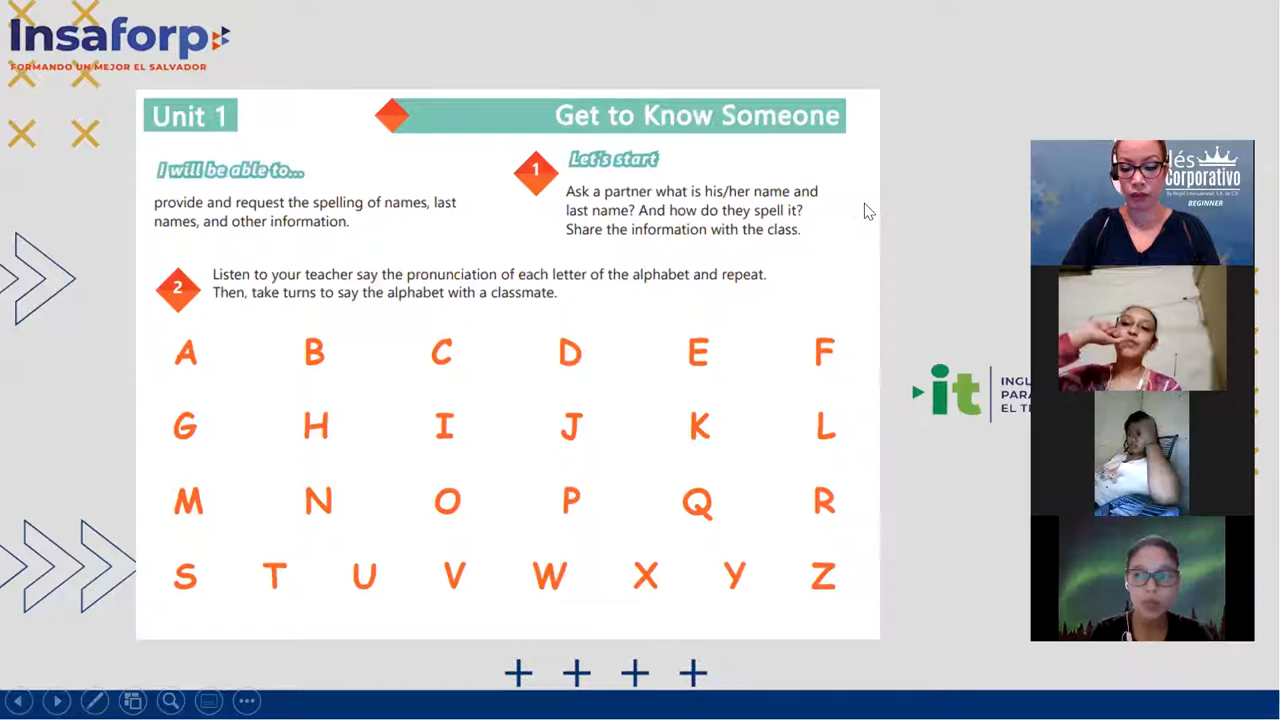 Insaforp
FORMANDO UN MEJOR EL SALVADOR
Unit 1
Get to Know Someone
I will be able to...
provide and request the spelling of names, last
names, and other information.
1
Let's start
Ask a partner what is his/her name and
last name? And how do they spell it?
Share the information with the class.
2
Listen to your teacher say the pronunciation of each letter of the alphabet and repeat.
Then, take turns to say the alphabet with a classmate.
A B C D E F
G H I J K L
M N O P Q R
S T U V W X Y Z
it
INGL
PARA
EL T
lés
Corporativo
BEGINNER